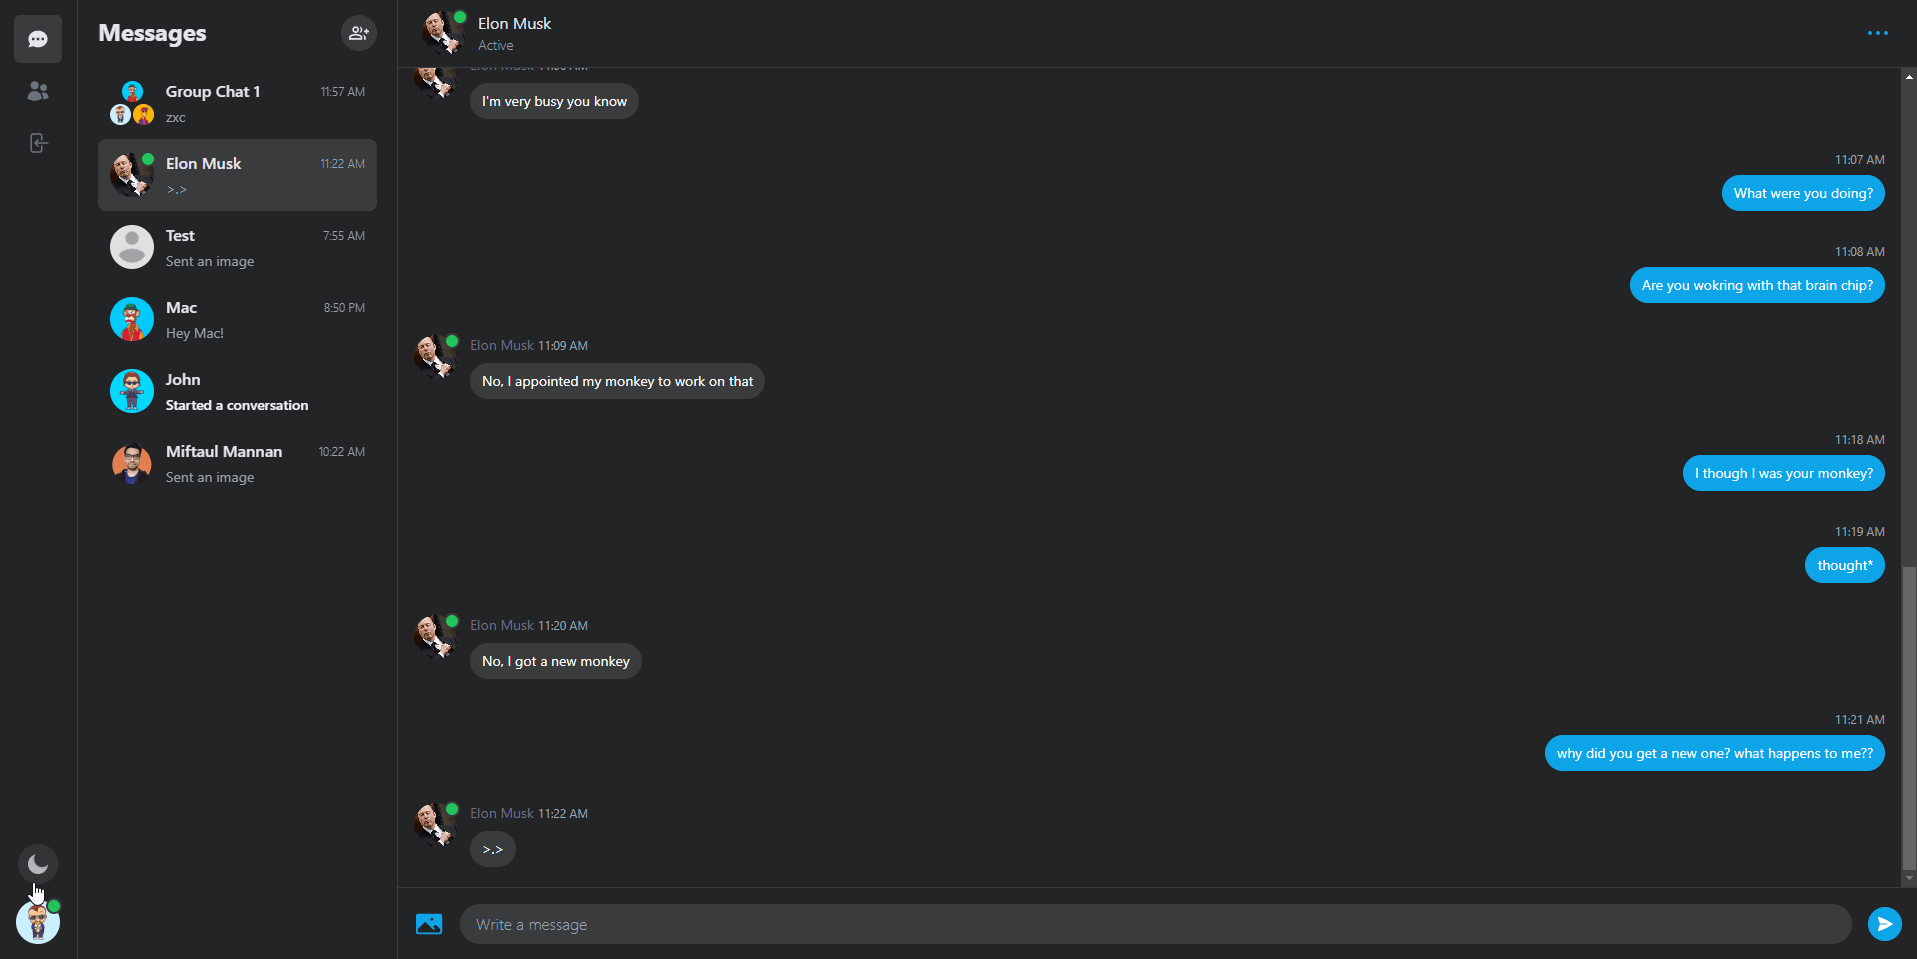 Messages
Group Chat 1 11:57 AM
zxc
Elon Musk 11:22 AM
>.>
Test 7:55 AM
Sent an image
Mac 8:50 PM
Hey Mac!
John
Started a conversation
Miftaul Mannan 10:22 AM
Sent an image
Elon Musk
Active
I'm very busy you know
11:07 AM
What were you doing?
11:08 AM
Are you wokring with that brain chip?
Elon Musk 11:09 AM
No, I appointed my monkey to work on that
11:18 AM
I though I was your monkey?
11:19 AM
thought*
Elon Musk 11:20 AM
No, I got a new monkey
11:21 AM
why did you get a new one? what happens to me??
Elon Musk 11:22 AM
>.>
Write a message